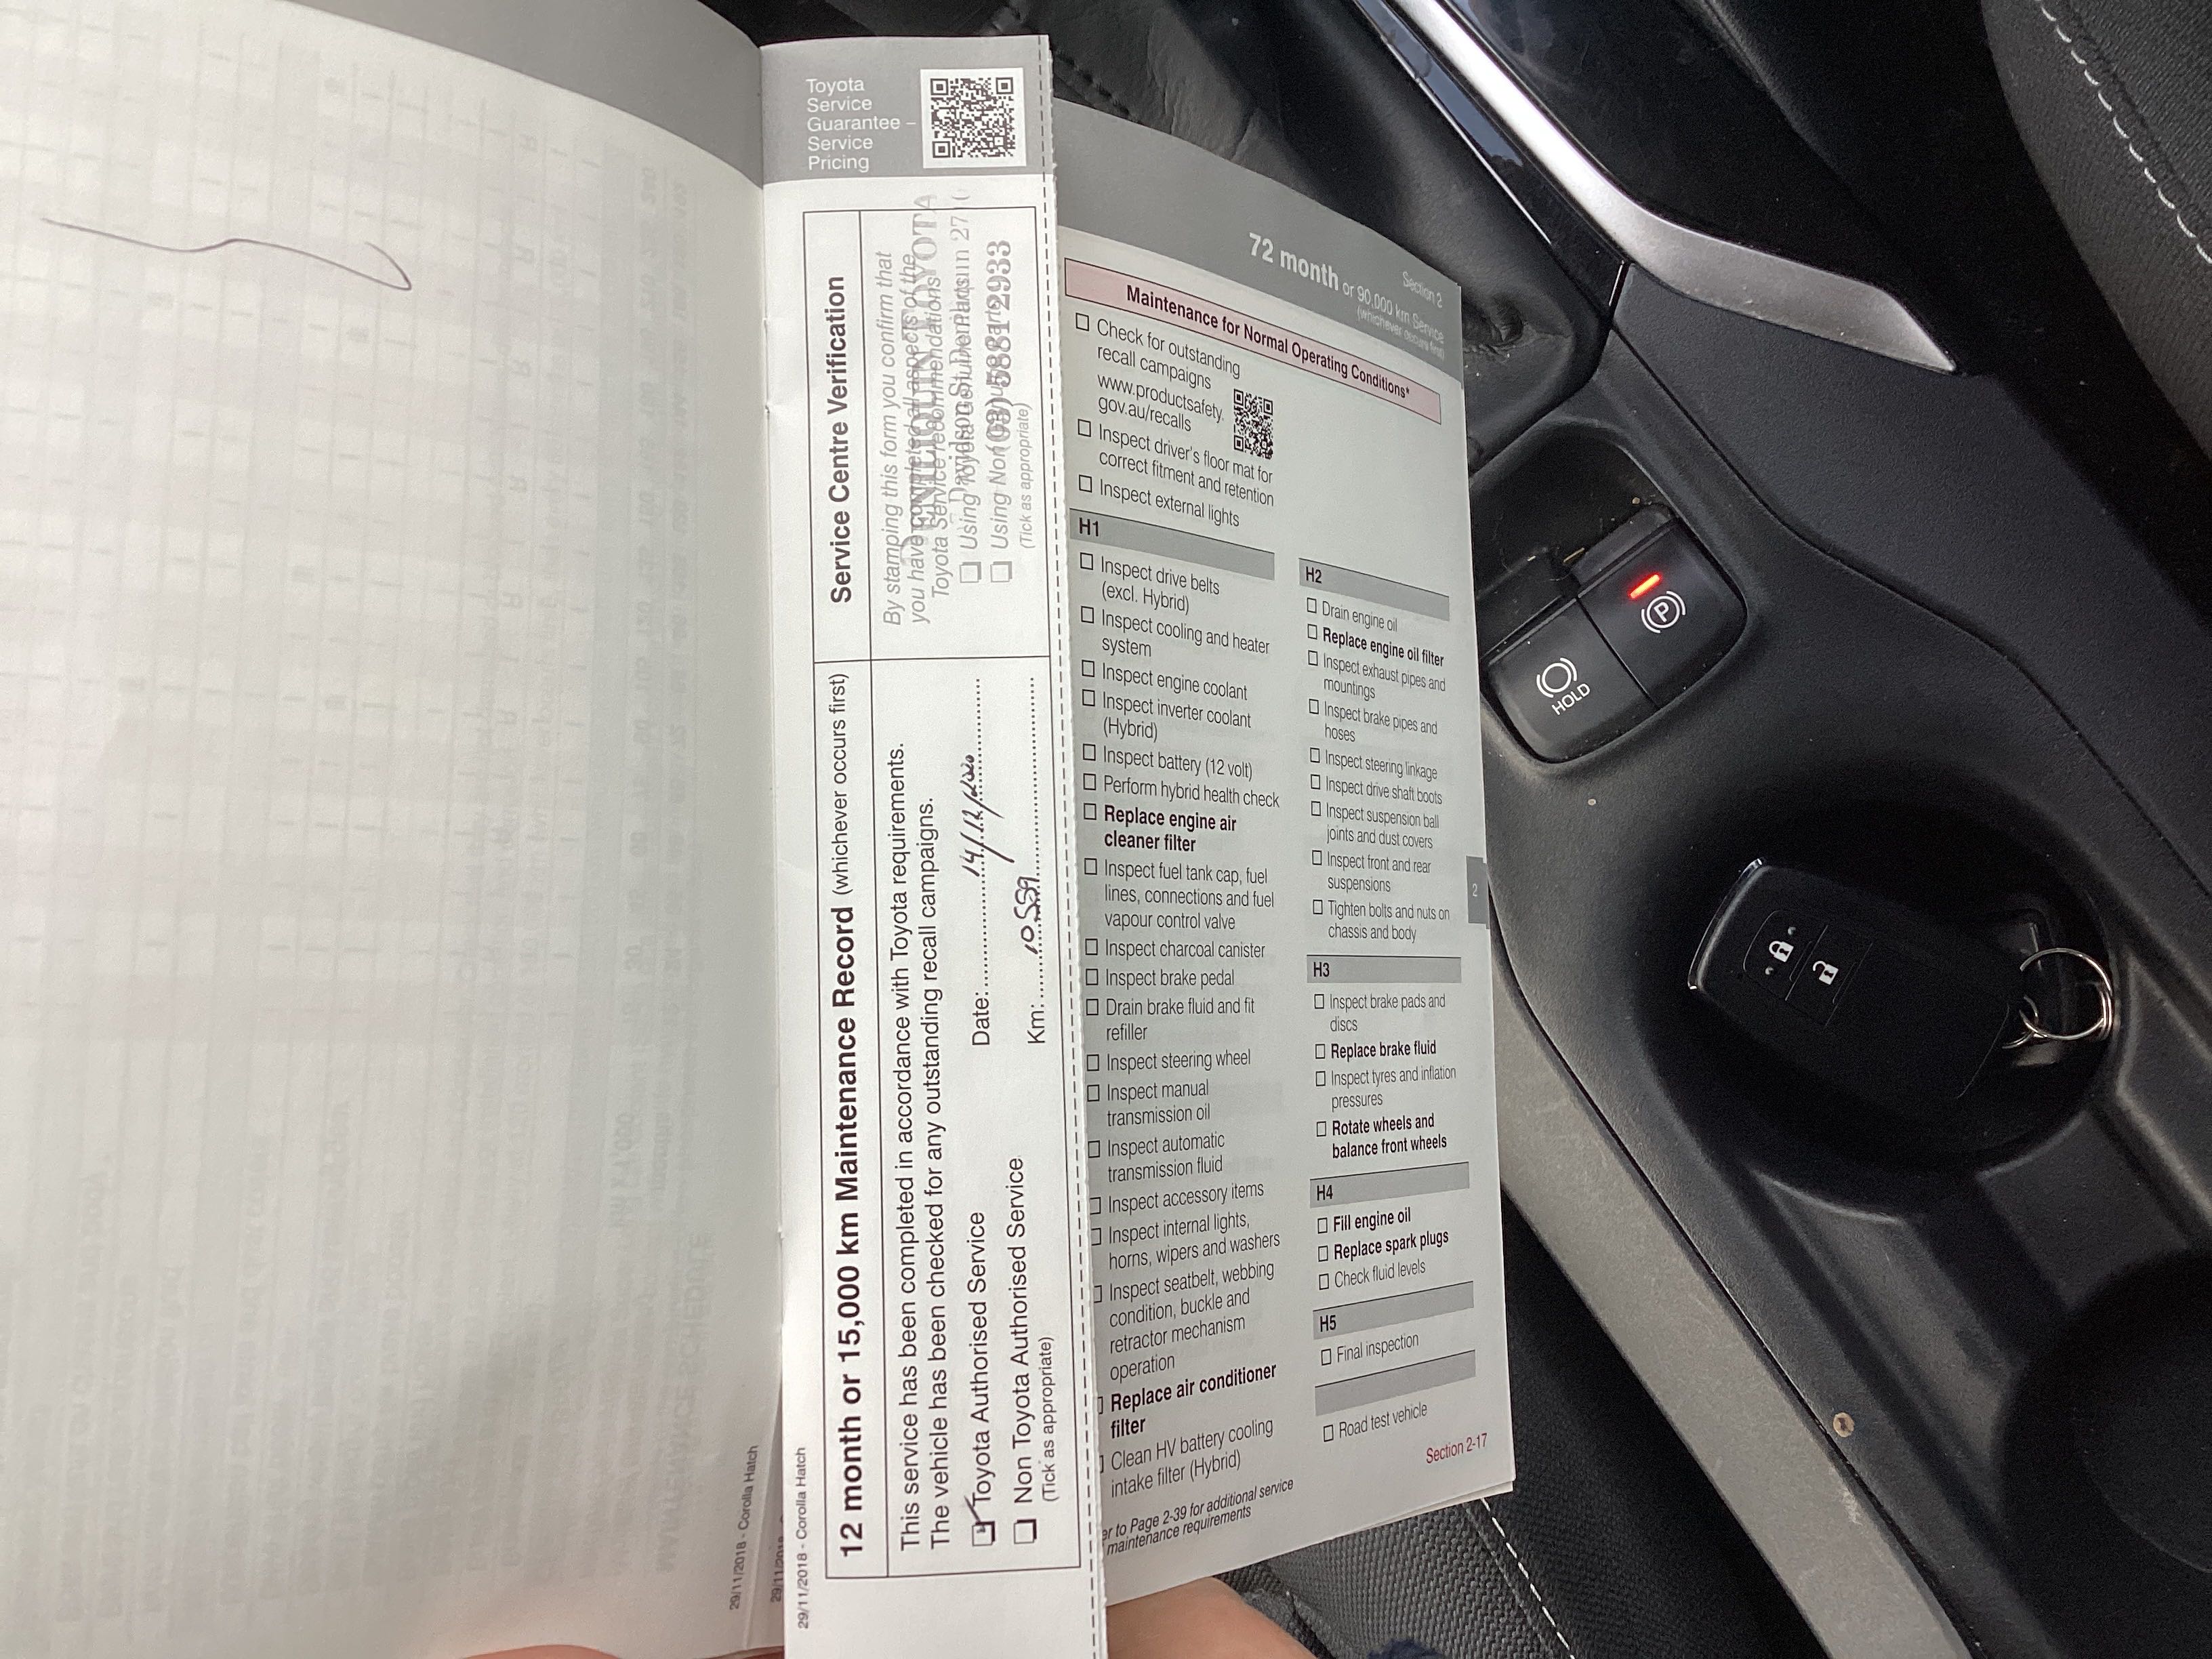 Toyota
Service
Guarantee –
Service
Pricing
12 month or 15,000 km Maintenance Record (whichever occurs first)
Service Centre Verification
This service has been completed in accordance with Toyota requirements.
The vehicle has been checked for any outstanding recall campaigns.
Toyota Authorised Service
Date:
Non Toyota Authorised Service
Km: 10559
(Tick as appropriate)
By stamping this form you confirm that
you have completed all aspects of the
Toyota Service recommendations
TOYOTA
Using Toyota Genuine Parts
Davidson St
Using Non
(03) 5881 2933
(Tick as appropriate)
29/11/2018 - Corolla Hatch
29/11/2018 - Corolla Hatch
Section 2
72 month or 90,000 km Service
(whichever occurs first)
Maintenance for Normal Operating Conditions*
Check for outstanding
recall campaigns
www.productsafety.
gov.au/recalls
Inspect driver's floor mat for
correct fitment and retention
Inspect external lights
H1
Inspect drive belts
(excl. Hybrid)
Inspect cooling and heater
system
Inspect engine coolant
Inspect inverter coolant
(Hybrid)
Inspect battery (12 volt)
Perform hybrid health check
Replace engine air
cleaner filter
Inspect fuel tank cap, fuel
lines, connections and fuel
vapour control valve
Inspect charcoal canister
Inspect brake pedal
Drain brake fluid and fit
refiller
Inspect steering wheel
Inspect manual
transmission oil
Inspect automatic
transmission fluid
Inspect accessory items
Inspect internal lights,
horns, wipers and washers
Inspect seatbelt, webbing
condition, buckle and
retractor mechanism
operation
Replace air conditioner
filter
Clean HV battery cooling
intake filter (Hybrid)
er to Page 2-39 for additional service
maintenance requirements
H2
Drain engine oil
Replace engine oil filter
Inspect exhaust pipes and
mountings
Inspect brake pipes and
hoses
Inspect steering linkage
Inspect drive shaft boots
Inspect suspension ball
joints and dust covers
Inspect front and rear
suspensions
Tighten bolts and nuts on
chassis and body
H3
Inspect brake pads and
discs
Replace brake fluid
Inspect tyres and inflation
pressures
Rotate wheels and
balance front wheels
H4
Fill engine oil
Replace spark plugs
Check fluid levels
H5
Final inspection
Road test vehicle
Section 2-17
2
HOLD
P